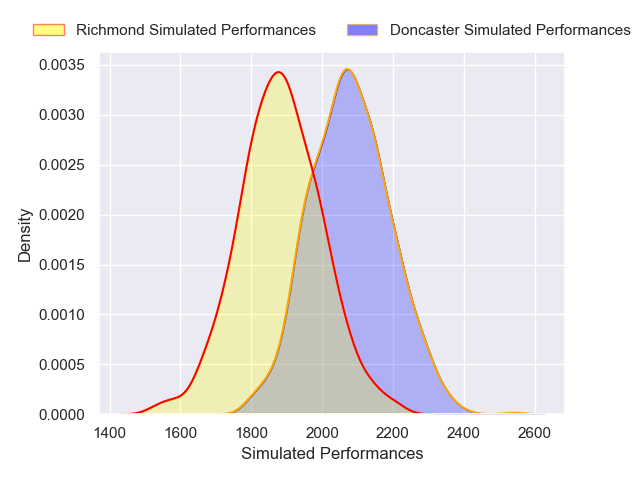 Richmond Simulated Performances
Doncaster Simulated Performances
0.0035
0.0030
0.0025
0.0020
0.0015
0.0010
0.0005
0.0000
Density
1400 1600 1800 2000 2200 2400 2600
Simulated Performances